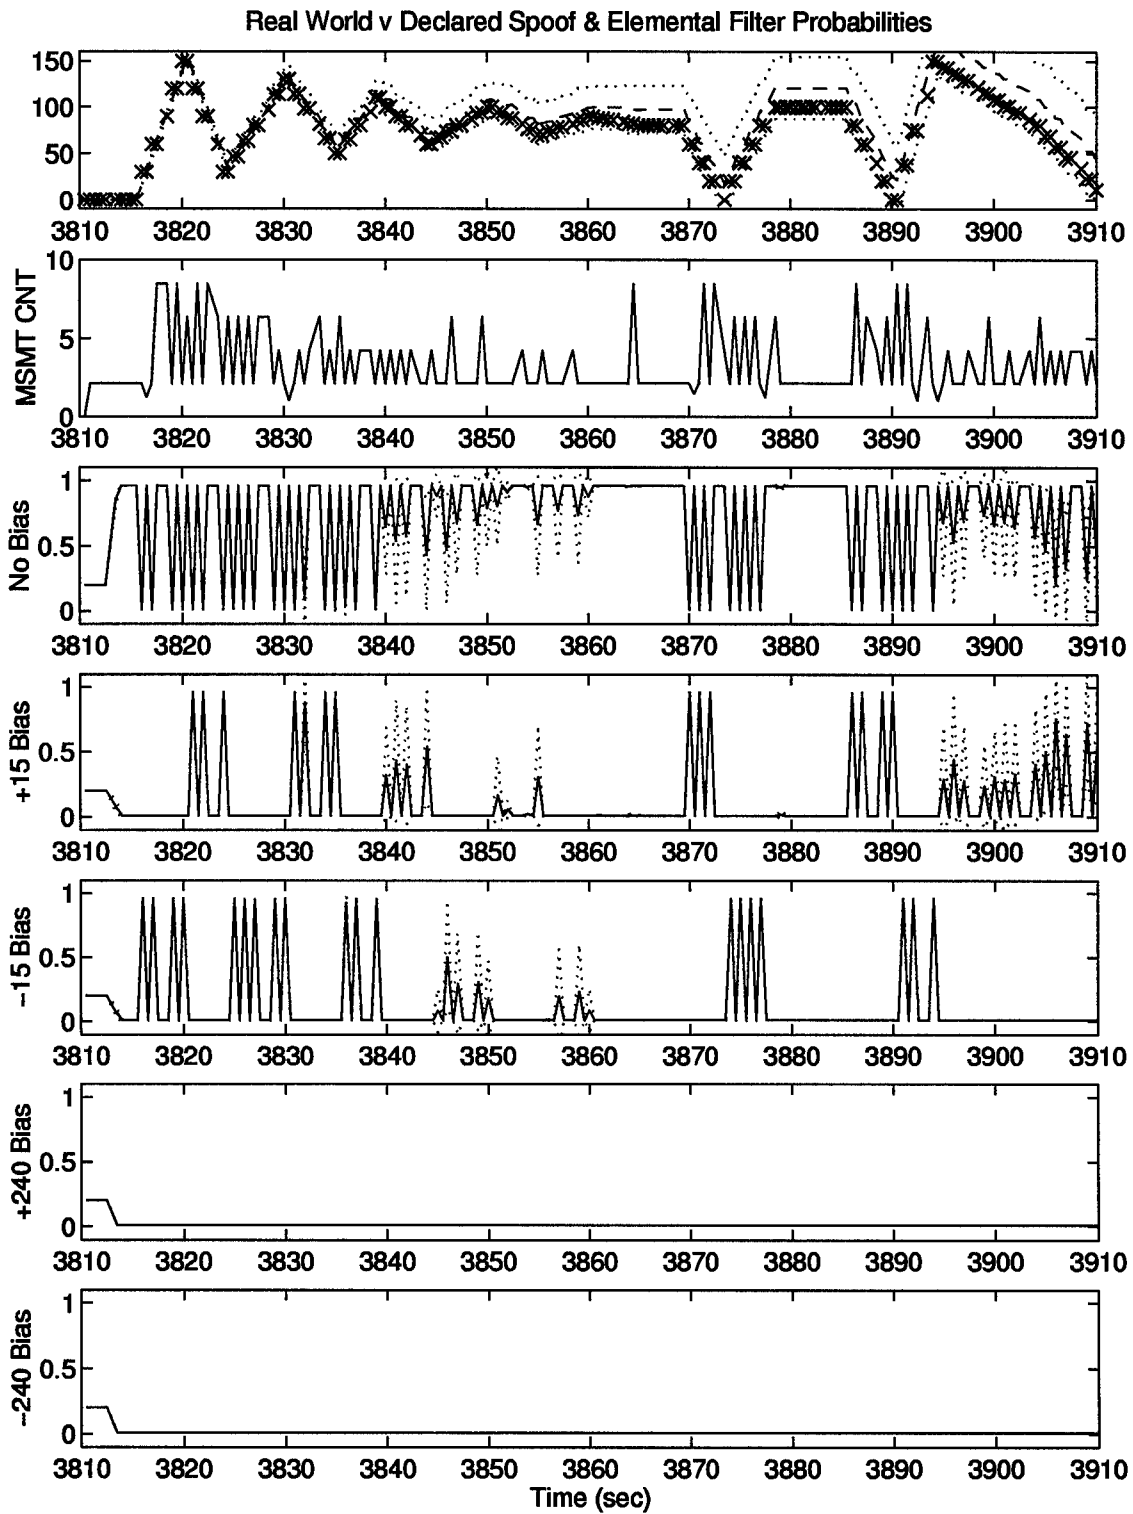 Real World v Declared Spoof & Elemental Filter Probabilities
150
100
50
0
3810 3820 3830 3840 3850 3860 3870 3880 3890 3900 3910
MSMT CNT
10
5
0
3810 3820 3830 3840 3850 3860 3870 3880 3890 3900 3910
No Bias
1
0.5
0
3810 3820 3830 3840 3850 3860 3870 3880 3890 3900 3910
+15 Bias
1
0.5
0
3810 3820 3830 3840 3850 3860 3870 3880 3890 3900 3910
−15 Bias
1
0.5
0
3810 3820 3830 3840 3850 3860 3870 3880 3890 3900 3910
+240 Bias
1
0.5
0
3810 3820 3830 3840 3850 3860 3870 3880 3890 3900 3910
−240 Bias
1
0.5
0
3810 3820 3830 3840 3850 3860 3870 3880 3890 3900 3910
Time (sec)